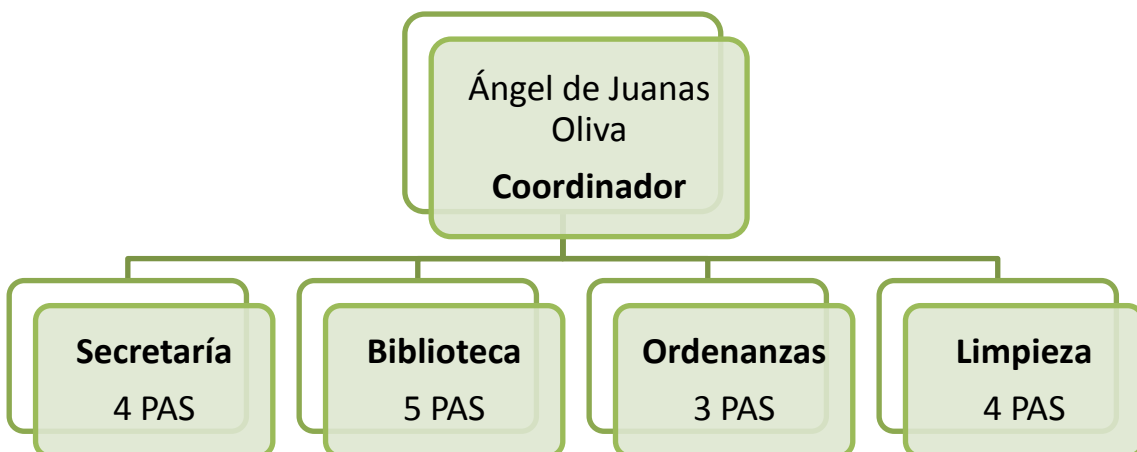 Ángel de Juanas
Oliva
Coordinador
Secretaría
4 PAS
Biblioteca
5 PAS
Ordenanzas
3 PAS
Limpieza
4 PAS